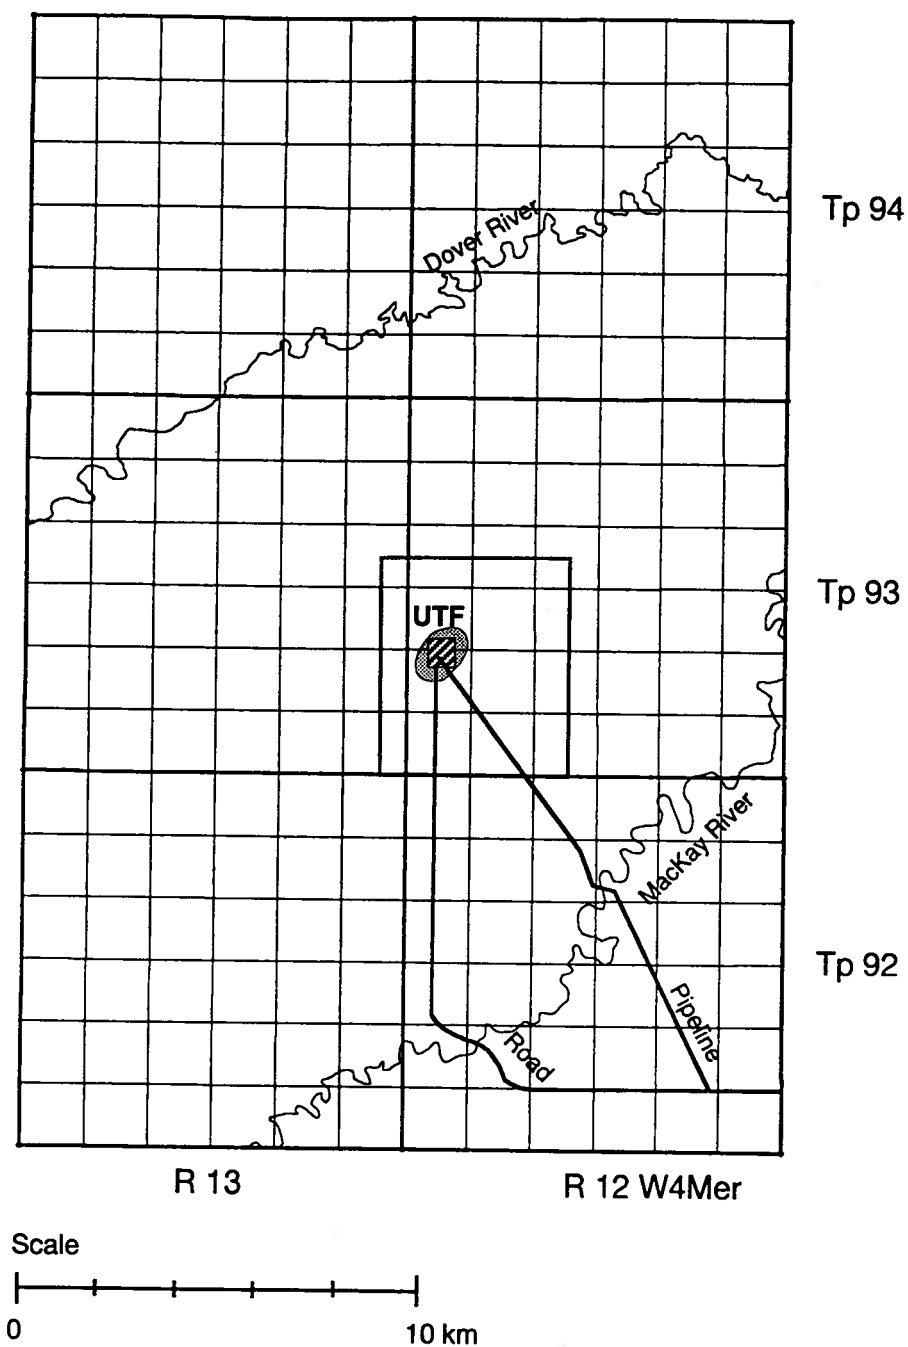 Dover River
Tp 94
Tp 93
UTF
MacKay River
Tp 92
Pipeline
Road
R 13
R 12 W4Mer
Scale
0
10 km